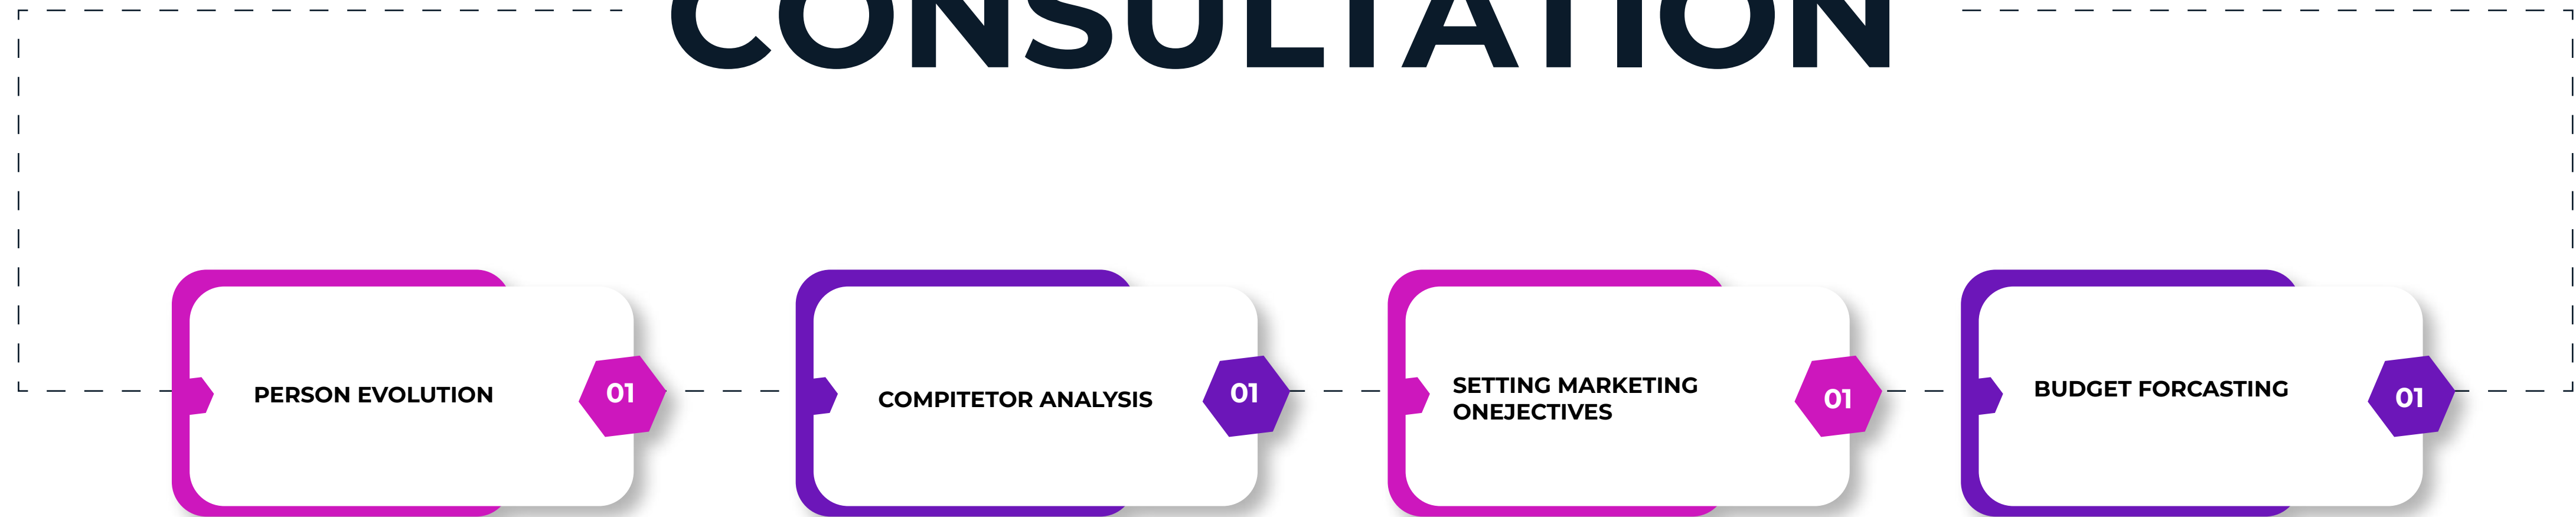 CONSULTATION
PERSON EVOLUTION
01
COMPITETOR ANALYSIS
01
SETTING MARKETING
ONEJECTIVES
01
BUDGET FORCASTING
01